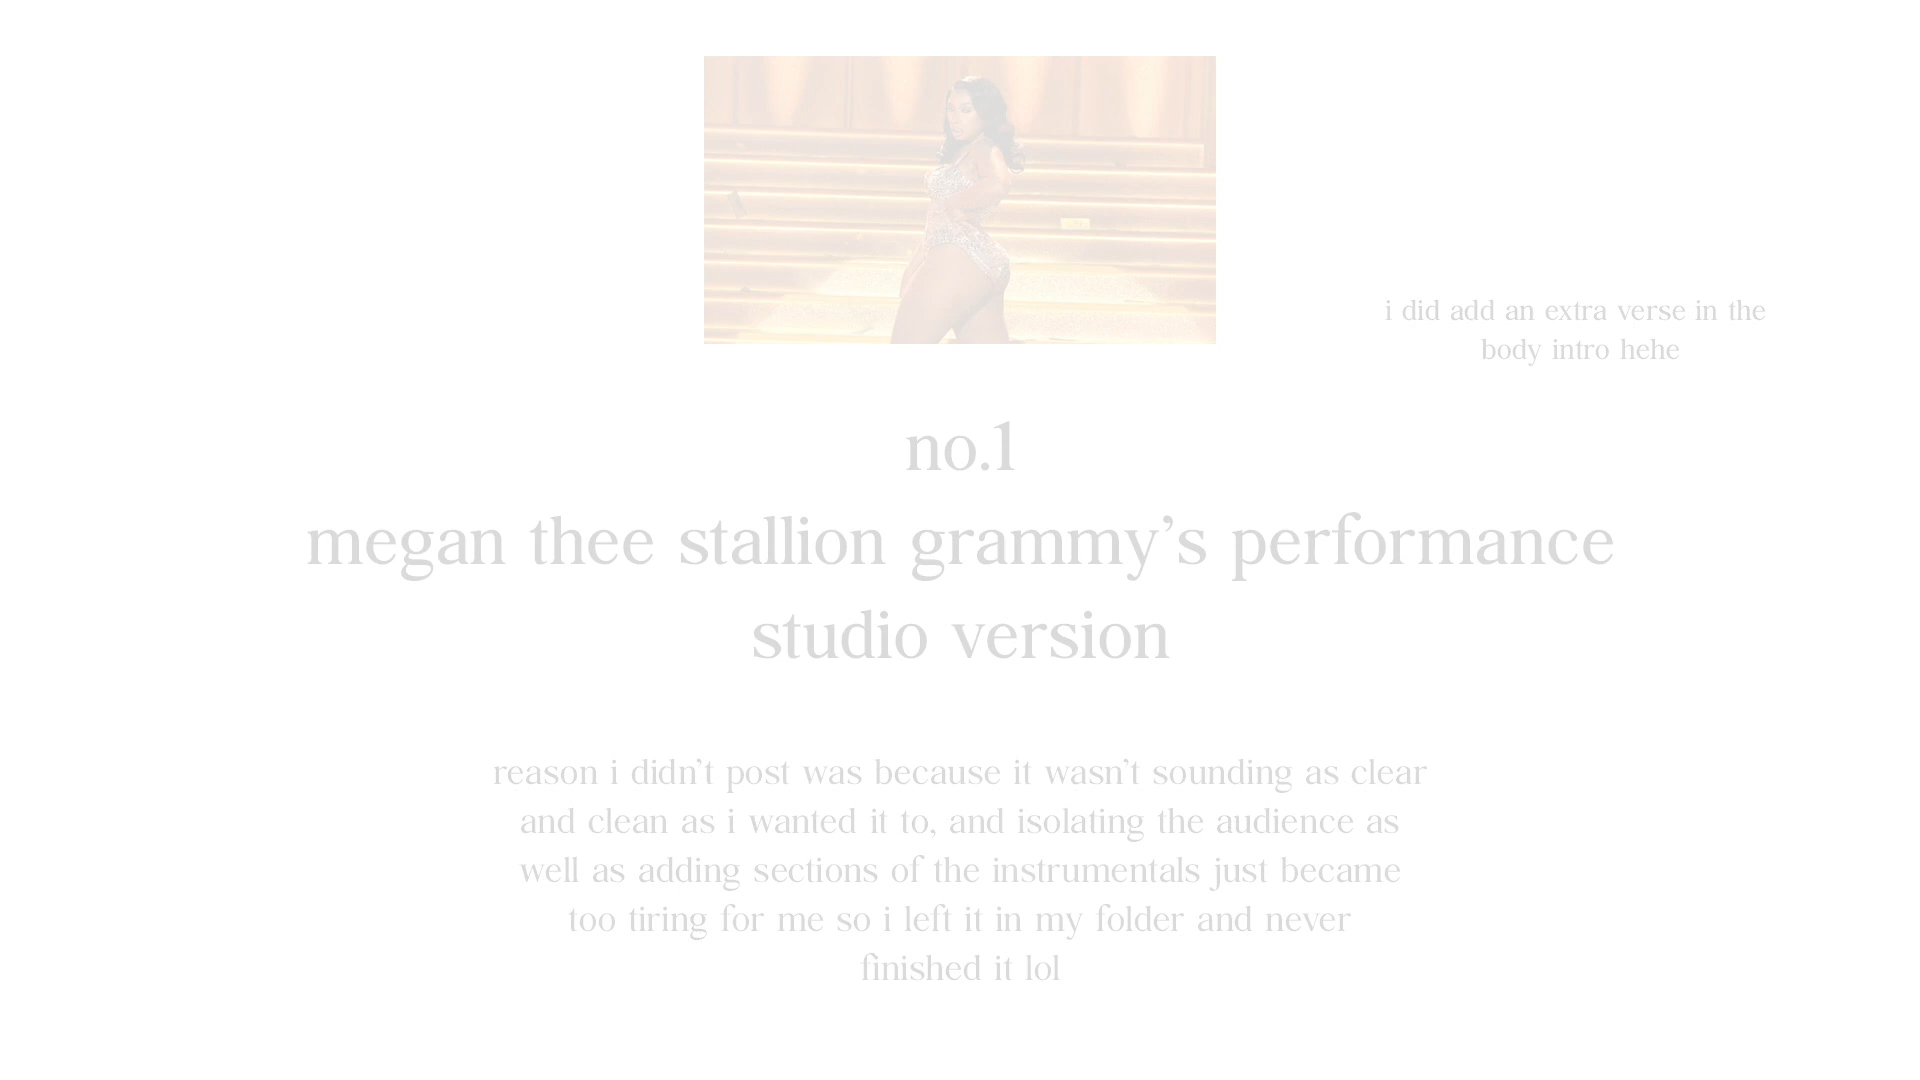 i did add an extra verse in the
body intro hehe
no.1
megan thee stallion grammy’s performance
studio version
reason i didn’t post was because it wasn’t sounding as clear
and clean as i wanted it to, and isolating the audience as
well as adding sections of the instrumentals just became
too tiring for me so i left it in my folder and never
finished it lol